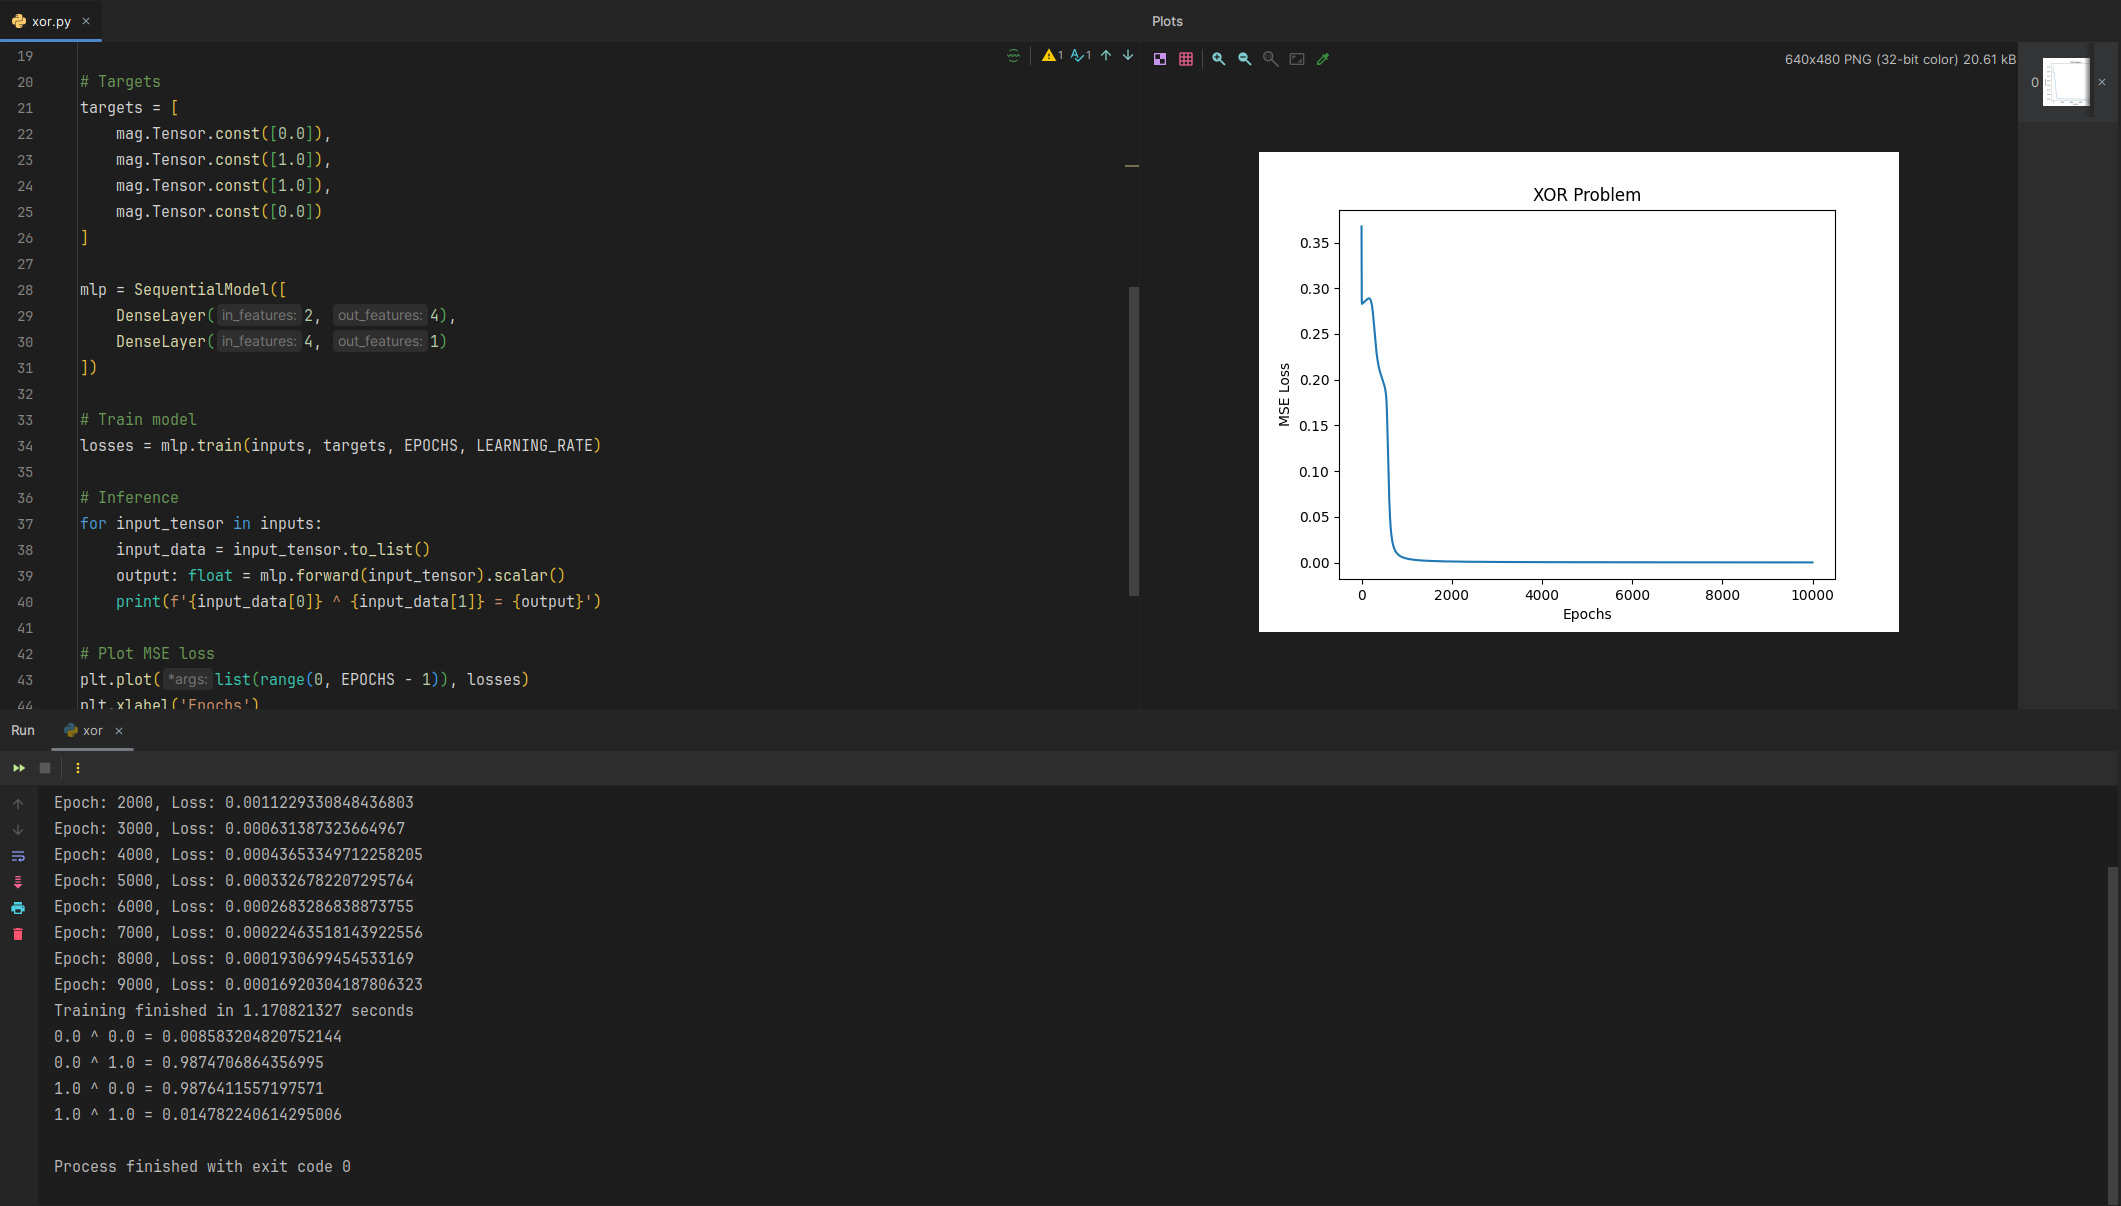 xor.py
Plots
19
1
1
640x480 PNG (32-bit color) 20.61 kB
0
20 # Targets
21 targets = [
22 mag.Tensor.const([0.0]),
23 mag.Tensor.const([1.0]),
24 mag.Tensor.const([1.0]),
25 mag.Tensor.const([0.0])
26 ]
27
28 mlp = SequentialModel([
29 DenseLayer( in_features: 2, out_features: 4),
30 DenseLayer( in_features: 4, out_features: 1)
31 ])
32
33 # Train model
34 losses = mlp.train(inputs, targets, EPOCHS, LEARNING_RATE)
35
36 # Inference
37 for input_tensor in inputs:
38 input_data = input_tensor.to_list()
39 output: float = mlp.forward(input_tensor).scalar()
40 print(f'{input_data[0]} ^ {input_data[1]} = {output}')
41
42 # Plot MSE loss
43 plt.plot( *args: list(range(0, EPOCHS - 1)), losses)
44 plt.xlabel('Epochs')
XOR Problem
MSE Loss
0.35
0.30
0.25
0.20
0.15
0.10
0.05
0.00
0 2000 4000 6000 8000 10000
Epochs
Run xor
Epoch: 2000, Loss: 0.0011229330848436803
Epoch: 3000, Loss: 0.000631387323664967
Epoch: 4000, Loss: 0.00043653349712258205
Epoch: 5000, Loss: 0.0003326782207295764
Epoch: 6000, Loss: 0.0002683286838873755
Epoch: 7000, Loss: 0.00022463518143922556
Epoch: 8000, Loss: 0.0001930699454533169
Epoch: 9000, Loss: 0.00016920304187806323
Training finished in 1.170821327 seconds
0.0 ^ 0.0 = 0.008583204820752144
0.0 ^ 1.0 = 0.9874706864356995
1.0 ^ 0.0 = 0.9876411557197571
1.0 ^ 1.0 = 0.014782240614295006
Process finished with exit code 0